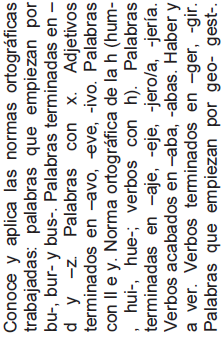 Conoce y aplica las normas ortográficas
trabajadas: palabras que empiezan por
bu-, bur- y bus-. Palabras terminadas en –
d y –z. Palabras con x. Adjetivos
terminados en –avo, -eve, -ivo. Palabras
con ll e y. Norma ortográfica de la h (hum-
, hui-, hue-; verbos con h). Palabras
terminadas en –aje, -eje, -jero/a, -jería.
Verbos acabados en –aba, -abas. Haber y
a ver. Verbos terminados en –ger, -gir.
Palabras que empiezan por geo- gest-.